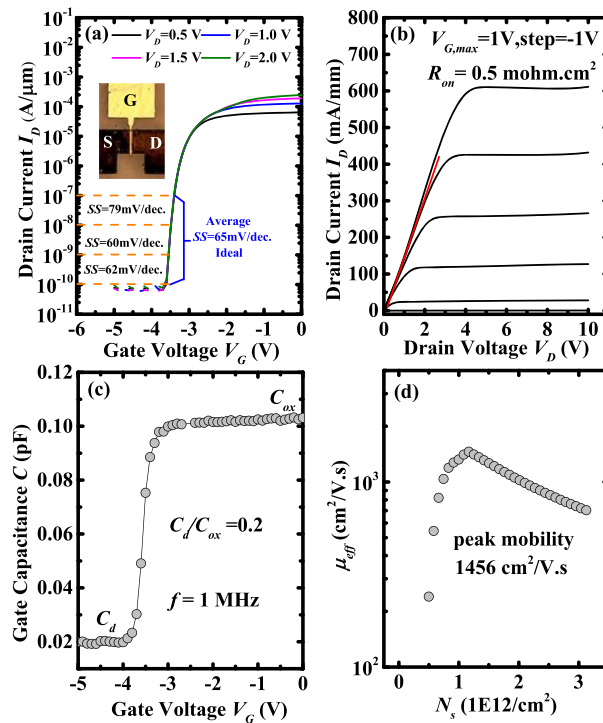 (a)
V_D=0.5 V V_D=1.0 V
V_D=1.5 V V_D=2.0 V
G
S D
SS=79mV/dec.
SS=60mV/dec.
SS=62mV/dec.
Average
SS=65mV/dec.
Ideal
Drain Current I_D (A/μm)
10^1
10^0
10^-1
10^-2
10^-3
10^-4
10^-5
10^-6
10^-7
10^-8
10^-9
10^-10
10^-11
-6 -5 -4 -3 -2 -1 0
Gate Voltage V_G (V)
(b)
V_G,max=1V,step=-1V
R_on= 0.5 mohm.cm^2
Drain Current I_D (mA/mm)
800
700
600
500
400
300
200
100
0
0 2 4 6 8 10
Drain Voltage V_D (V)
(c)
C_ox
C_d/C_ox=0.2
f = 1 MHz
C_d
Gate Capacitance C (pF)
0.12
0.10
0.08
0.06
0.04
0.02
0.00
-5 -4 -3 -2 -1 0
Gate Voltage V_G (V)
(d)
peak mobility
1456 cm^2/V.s
μ_eff (cm^2/V.s)
10^3
10^2
0 1 2 3
N_s (1E12/cm^2)